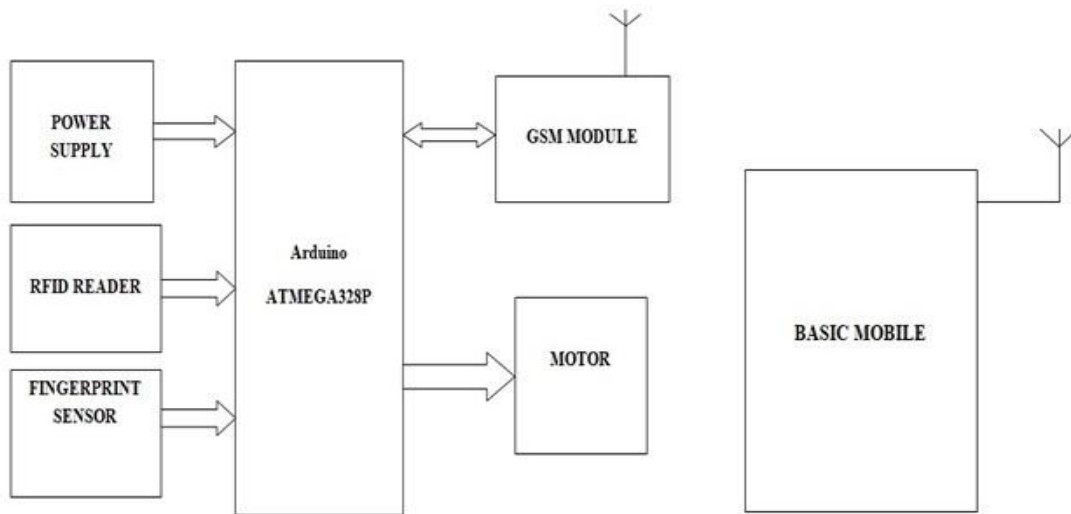 POWER
SUPPLY
RFID READER
FINGERPRINT
SENSOR
Arduino
ATMEGA328P
GSM MODULE
MOTOR
BASIC MOBILE